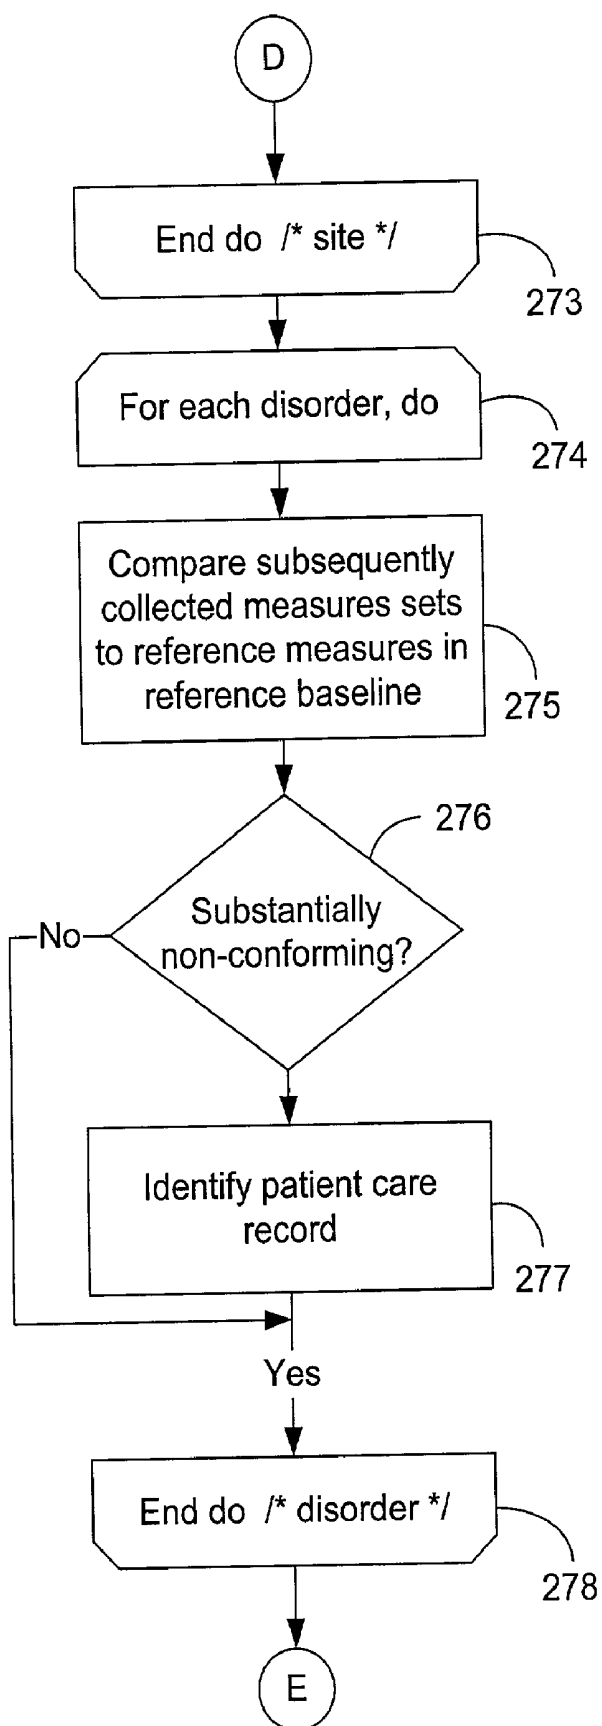 D
End do /* site */
273
For each disorder, do
274
Compare subsequently
collected measures sets
to reference measures in
reference baseline
275
276
Substantially
non-conforming?
No
Identify patient care
record
277
Yes
End do /* disorder */
278
E